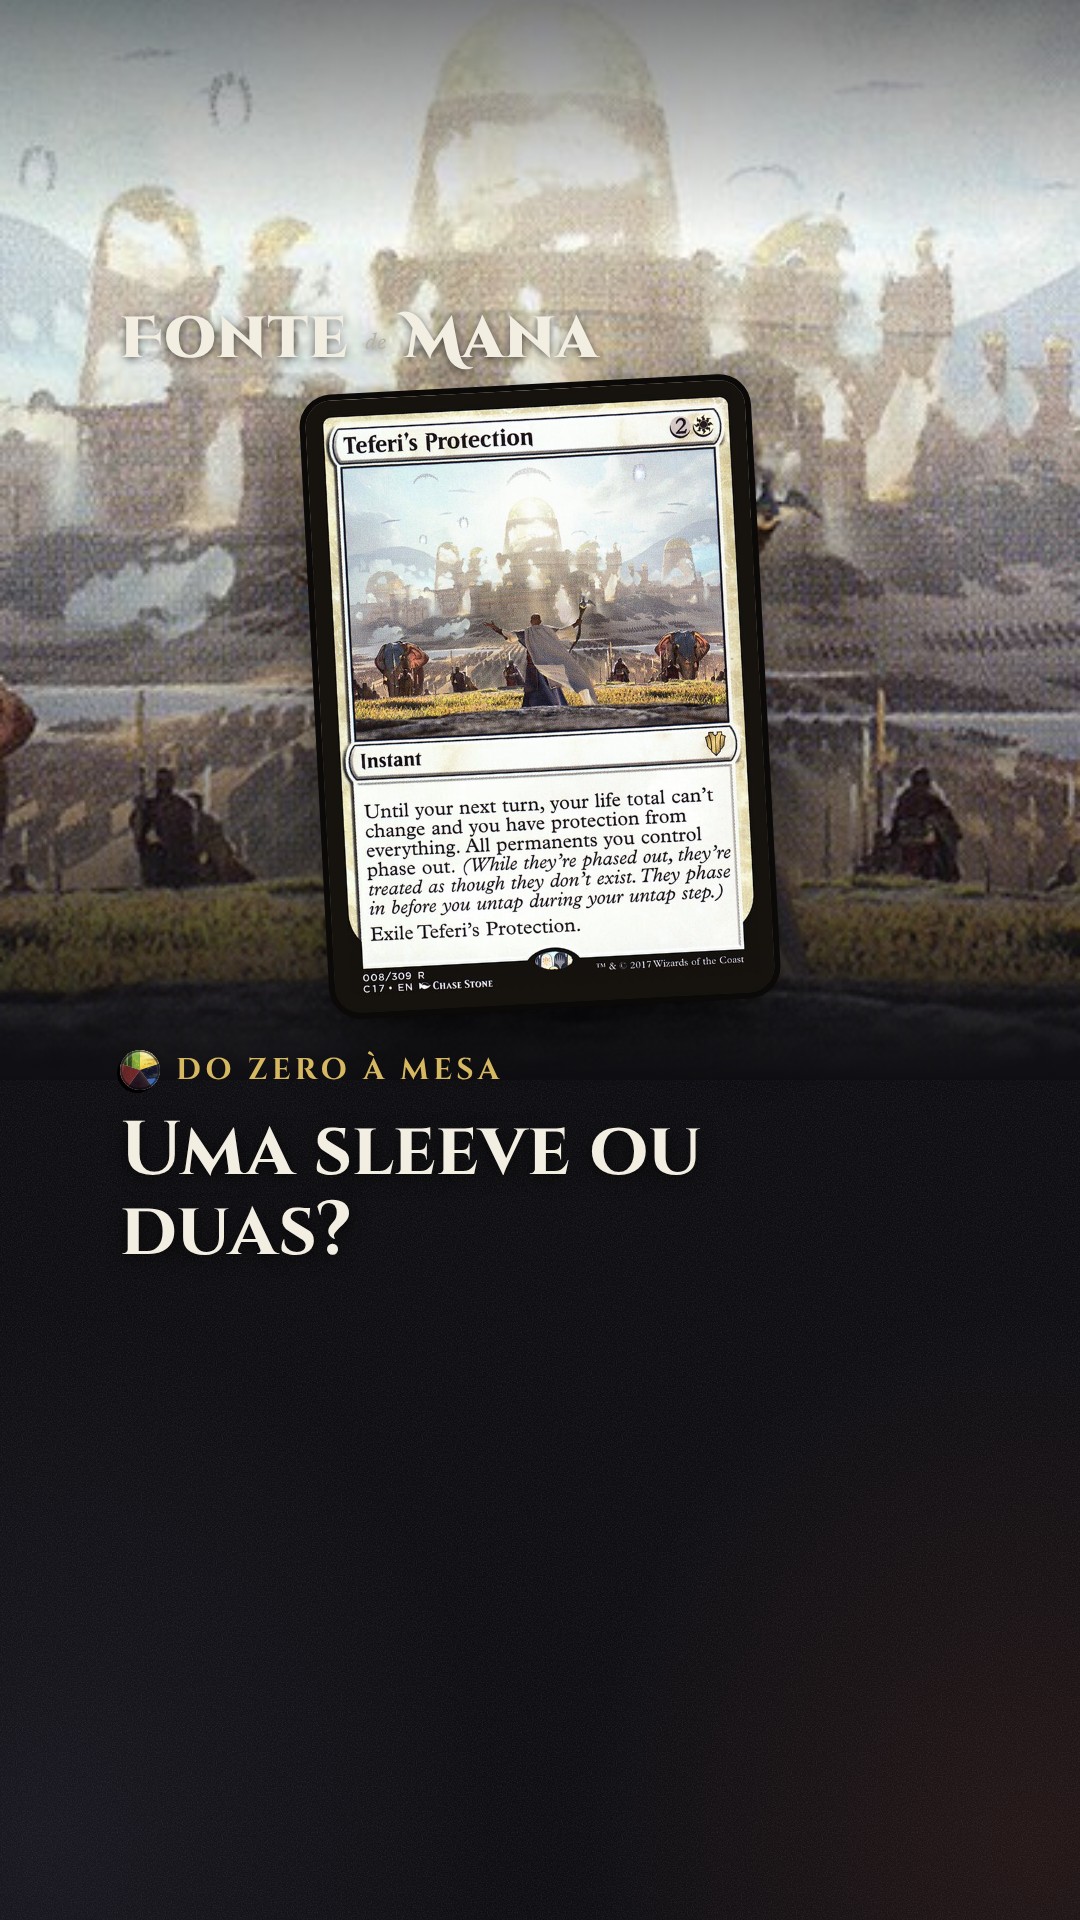 Fonte de Mana
Teferi's Protection
2
Instant
Until your next turn, your life total can't
change and you have protection from
everything. All permanents you control
phase out. (While they're phased out, they're
treated as though they don't exist. They phase
in before you untap during your untap step.)
Exile Teferi's Protection.
008/309 R
C17 • EN Chase Stone
™ & © 2017 Wizards of the Coast
DO ZERO À MESA
Uma sleeve ou
duas?